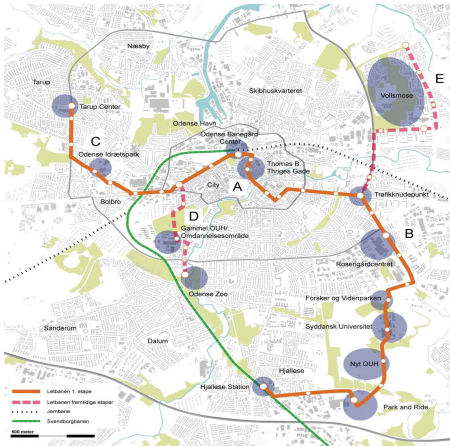 Næsby
Tarup
E
Skibhuskvarteret
Vollsmose
Tarup Center
Odense Havn
C
Odense Banegård
Center
Odense Idrætspark
Thomas B.
Thriges Gade
A
City
Trafikknudepunkt
Bolbro
D
Gammel OUH/
Omdannelsesområde
B
Rosengårdcentret
Odense Zoo
Forsker og Videnparken
Syddansk Universitet
Sanderum
Dalum
Nyt OUH
Hjallese
Hjallese Station
Park and Ride
Letbanen 1. etape
Letbanen fremtidige etaper
Jernbane
Svendborgbanen
500 meter